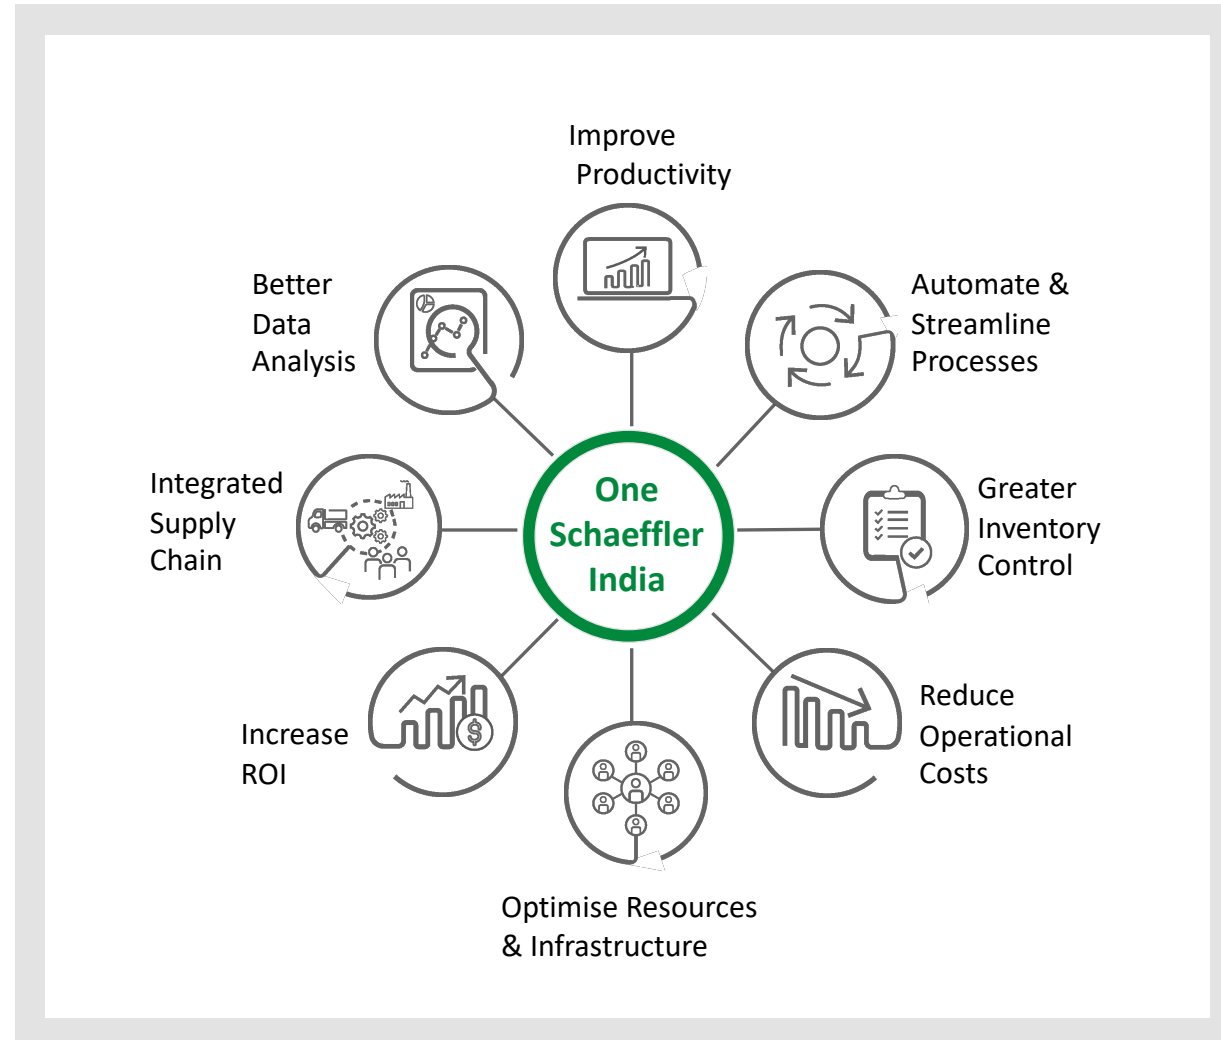 Improve
Productivity
Automate &
Streamline
Processes
Greater
Inventory
Control
Reduce
Operational
Costs
Optimise Resources
& Infrastructure
Increase
ROI
Integrated
Supply
Chain
Better
Data
Analysis
One
Schaeffler
India
$